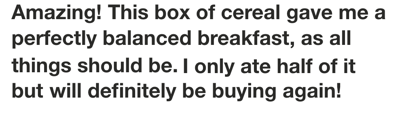 Amazing! This box of cereal gave me a
perfectly balanced breakfast, as all
things should be. I only ate half of it
but will definitely be buying again!